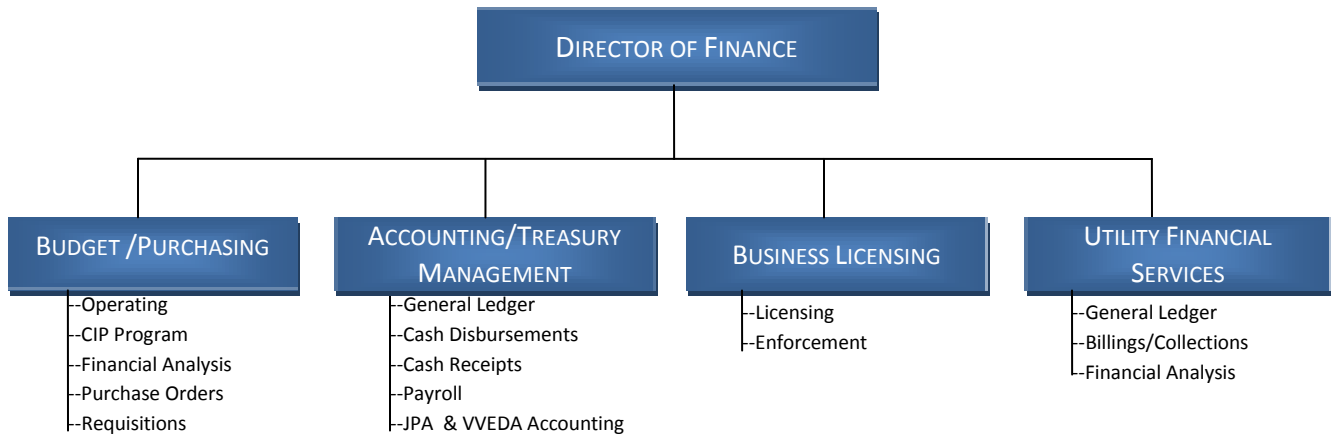 DIRECTOR OF FINANCE
BUDGET /PURCHASING
--Operating
--CIP Program
--Financial Analysis
--Purchase Orders
--Requisitions
ACCOUNTING/TREASURY
MANAGEMENT
--General Ledger
--Cash Disbursements
--Cash Receipts
--Payroll
--JPA & VVEDA Accounting
BUSINESS LICENSING
--Licensing
--Enforcement
UTILITY FINANCIAL
SERVICES
--General Ledger
--Billings/Collections
--Financial Analysis